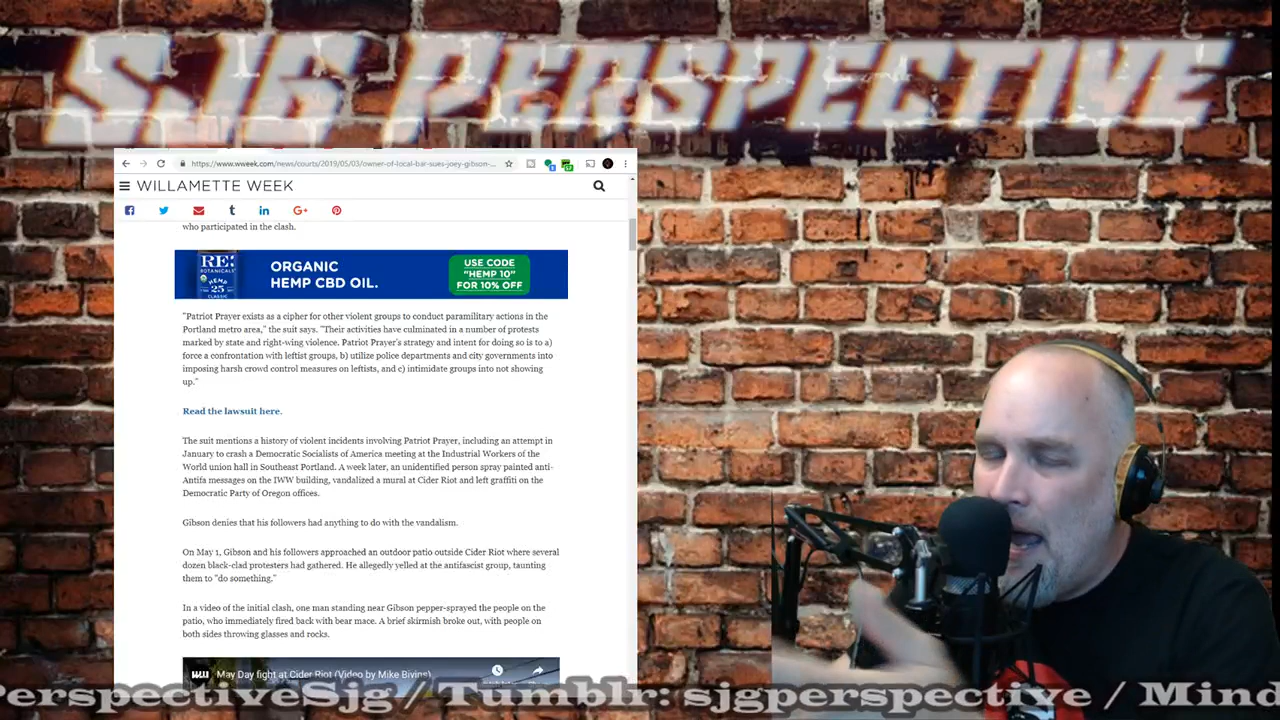 SJG PERSPECTIVE
https://www.wweek.com/news/courts/2019/05/03/owner-of-local-bar-sues-joey-gibson-...
WILLAMETTE WEEK
who participated in the clash.
RE:
BOTANICALS
HEMP
25
CLASSIC
ORGANIC
HEMP CBD OIL.
USE CODE
"HEMP 10"
FOR 10% OFF
"Patriot Prayer exists as a cipher for other violent groups to conduct paramilitary actions in the
Portland metro area," the suit says. "Their activities have culminated in a number of protests
marked by state and right-wing violence. Patriot Prayer's strategy and intent for doing so is to a)
force a confrontation with leftist groups, b) utilize police departments and city governments into
imposing harsh crowd control measures on leftists, and c) intimidate groups into not showing
up."
Read the lawsuit here.
The suit mentions a history of violent incidents involving Patriot Prayer, including an attempt in
January to crash a Democratic Socialists of America meeting at the Industrial Workers of the
World union hall in Southeast Portland. A week later, an unidentified person spray painted anti-
Antifa messages on the IWW building, vandalized a mural at Cider Riot and left graffiti on the
Democratic Party of Oregon offices.
Gibson denies that his followers had anything to do with the vandalism.
On May 1, Gibson and his followers approached an outdoor patio outside Cider Riot where several
dozen black-clad protesters had gathered. He allegedly yelled at the antifascist group, taunting
them to "do something."
In a video of the initial clash, one man standing near Gibson pepper-sprayed the people on the
patio, who immediately fired back with bear mace. A brief skirmish broke out, with people on
both sides throwing glasses and rocks.
May Day fight at Cider Riot (Video by Mike Bivins)
PerspectiveSjg / Tumblr: sjgperspective / Mind